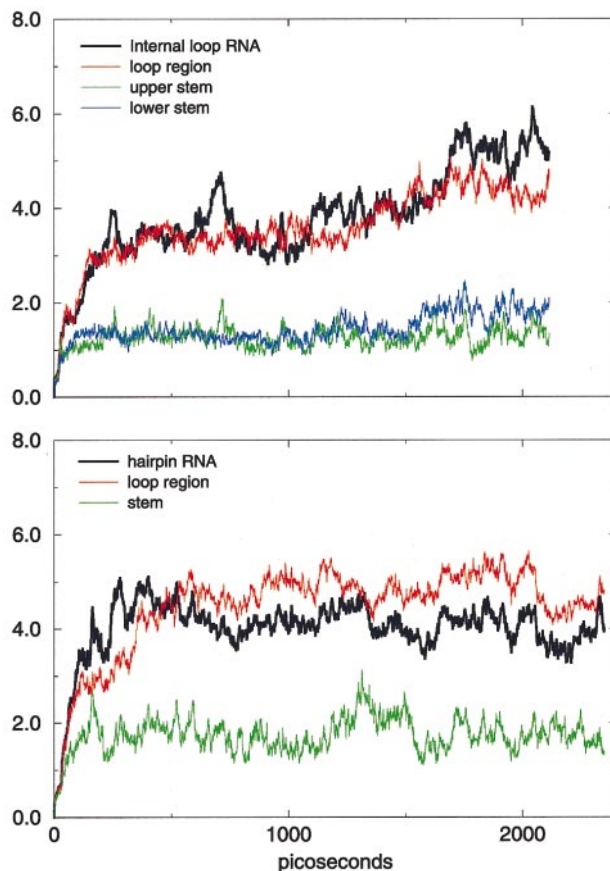 8.0
Internal loop RNA
loop region
upper stem
lower stem
6.0
4.0
2.0
0.0
8.0
hairpin RNA
loop region
stem
6.0
4.0
2.0
0.0
0 1000 2000
picoseconds